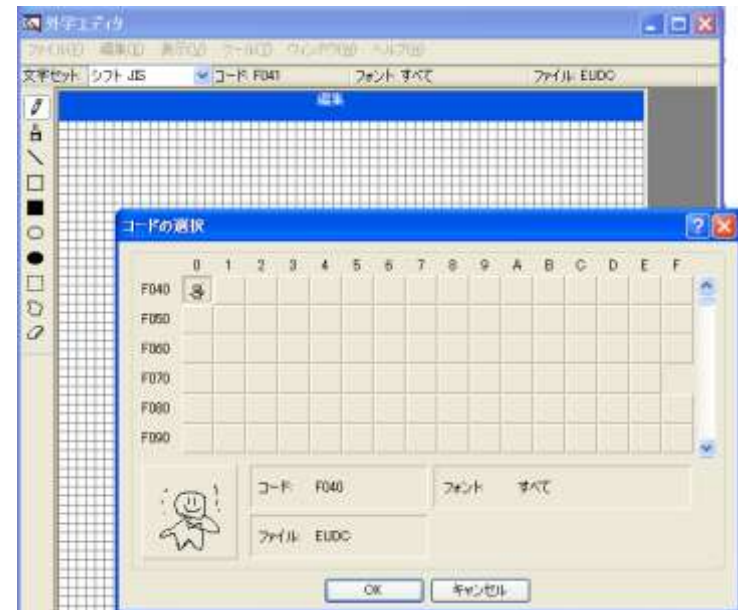 外字エディタ
ファイル(F) 編集(E) 表示(V) ツール(T) ウィンドウ(W) ヘルプ(H)
文字セット: シフト JIS コード: F041 フォント: すべて ファイル: EUDC
編集
コードの選択
0 1 2 3 4 5 6 7 8 9 A B C D E F
F040
F050
F060
F070
F080
F090
コード: F040 フォント: すべて
ファイル: EUDC
OK キャンセル